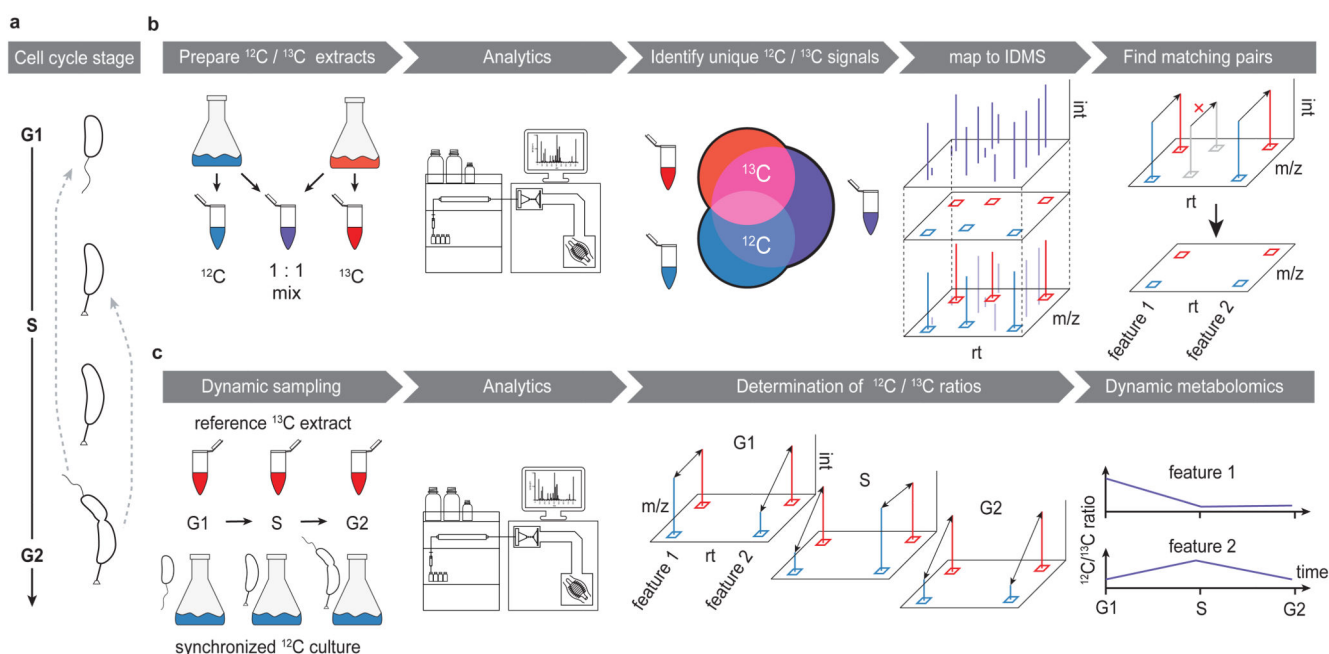 a
Cell cycle stage
G1
S
G2
b
Prepare ¹²C / ¹³C extracts
Analytics
Identify unique ¹²C / ¹³C signals
map to IDMS
Find matching pairs
¹²C
1 : 1
mix
¹³C
¹³C
¹²C
int
m/z
rt
int
m/z
rt
m/z
rt
feature 1
feature 2
c
Dynamic sampling
Analytics
Determination of ¹²C / ¹³C ratios
Dynamic metabolomics
reference ¹³C extract
G1
S
G2
synchronized ¹²C culture
G1
int
m/z
rt
feature 1
feature 2
S
G2
¹²C/¹³C ratio
feature 1
feature 2
time
G1
S
G2